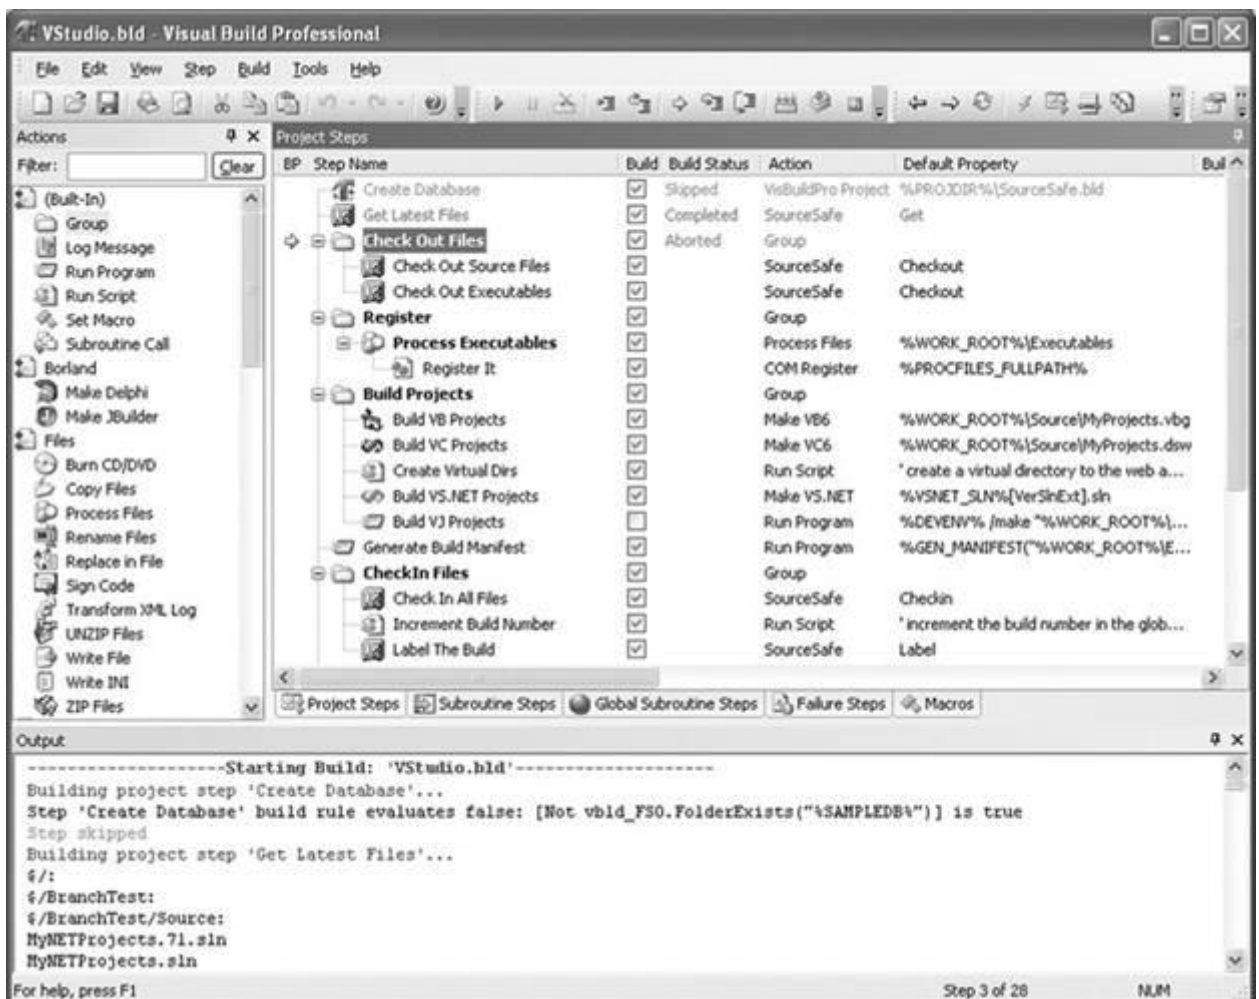 VStudio.bld - Visual Build Professional
File Edit View Step Build Tools Help
Actions
Project Steps
Filter: Clear
BP Step Name Build Build Status Action Default Property Buil
(Built-In)
Group
Log Message
Run Program
Run Script
Set Macro
Subroutine Call
Borland
Make Delphi
Make JBuilder
Files
Burn CD/DVD
Copy Files
Process Files
Rename Files
Replace in File
Sign Code
Transform XML Log
UNZIP Files
Write File
Write INI
ZIP Files
Create Database Skipped VisBuildPro Project %PROJDIR%\SourceSafe.bld
Get Latest Files Completed SourceSafe Get
Check Out Files Aborted Group
Check Out Source Files SourceSafe Checkout
Check Out Executables SourceSafe Checkout
Register Group
Process Executables Process Files %WORK_ROOT%\Executables
Register It COM Register %PROCFILES_FULLPATH%
Build Projects Group
Build VB Projects Make VB6 %WORK_ROOT%\Source\MyProjects.vbg
Build VC Projects Make VC6 %WORK_ROOT%\Source\MyProjects.dsw
Create Virtual Dirs Run Script ' create a virtual directory to the web a...
Build VS.NET Projects Make VS.NET %VSNET_SLN%[VerSlnExt].sln
Build VJ Projects Run Program %DEVENV% /make "%WORK_ROOT%\...
Generate Build Manifest Run Program %GEN_MANIFEST("%WORK_ROOT%\E...
CheckIn Files Group
Check In All Files SourceSafe Checkin
Increment Build Number Run Script ' increment the build number in the glob...
Label The Build SourceSafe Label
Project Steps Subroutine Steps Global Subroutine Steps Failure Steps Macros
Output
--------------------Starting Build: 'VStudio.bld'--------------------
Building project step 'Create Database'...
Step 'Create Database' build rule evaluates false: [Not vbld_FSO.FolderExists("%SAMPLEDB%")] is true
Step skipped
Building project step 'Get Latest Files'...
$/:
$/BranchTest:
$/BranchTest/Source:
MyNETProjects.71.sln
MyNETProjects.sln
For help, press F1 Step 3 of 28 NUM